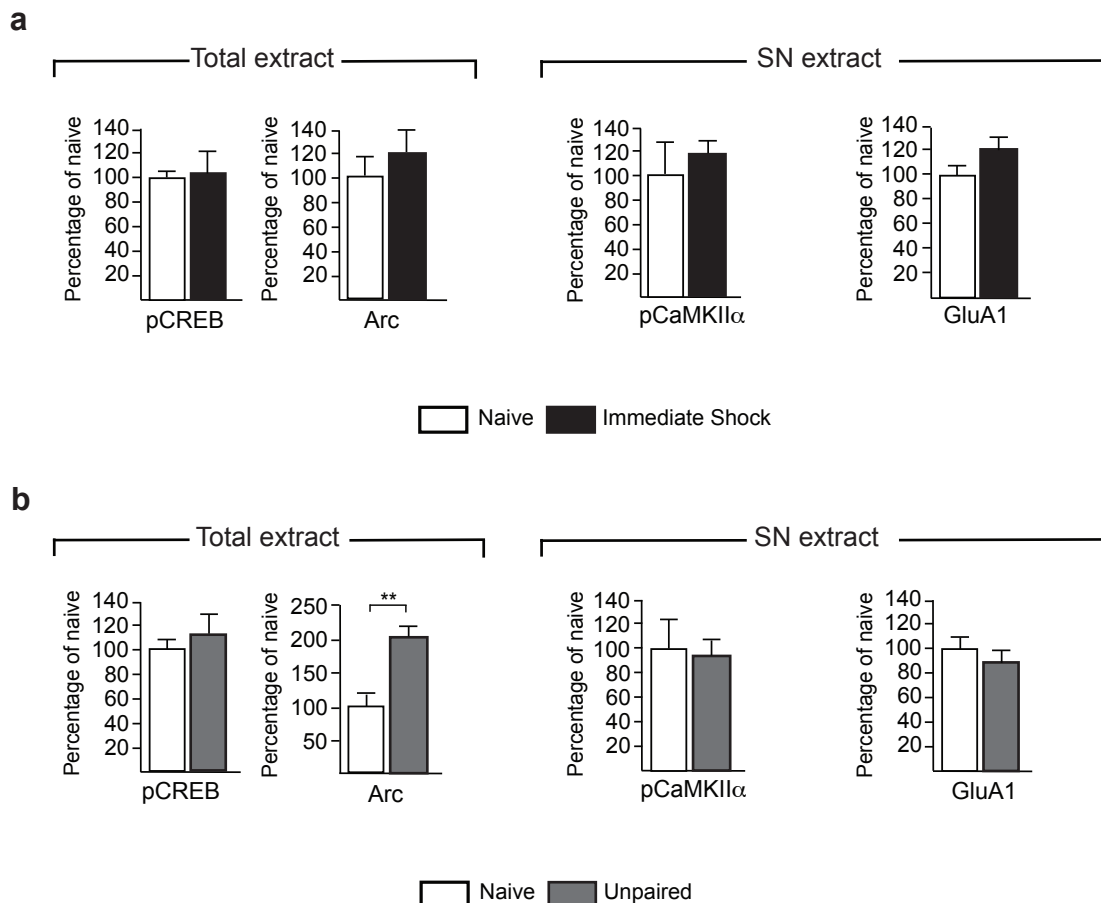 a
Total extract
SN extract
Percentage of naive
140
120
100
80
60
40
20
pCREB
Percentage of naive
140
120
100
80
60
40
20
Arc
Percentage of naive
140
120
100
80
60
40
20
pCaMKIIα
Percentage of naive
140
120
100
80
60
40
20
GluA1
Naive Immediate Shock
b
Total extract
SN extract
Percentage of naive
140
120
100
80
60
40
20
pCREB
Percentage of naive
250
200
150
100
50
**
Arc
Percentage of naive
140
120
100
80
60
40
20
pCaMKIIα
Percentage of naive
140
120
100
80
60
40
20
GluA1
Naive Unpaired